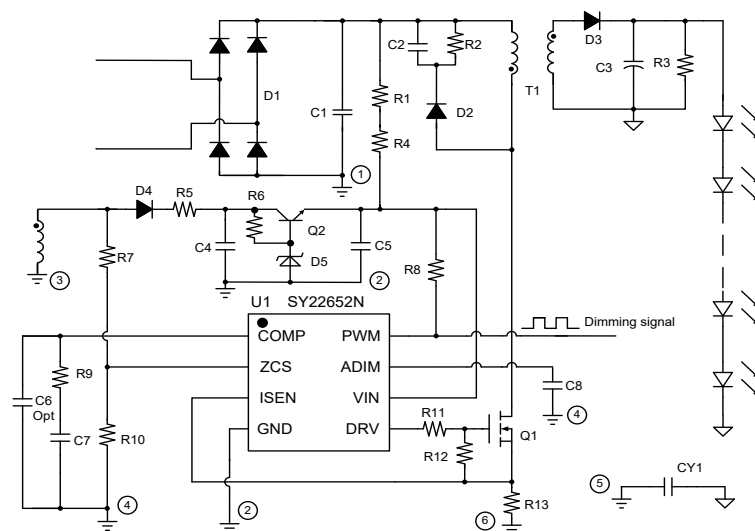 C2
R2
D3
D1
C1
R1
D2
T1
C3
R3
R4
1
D4
R5
R6
Q2
C4
D5
C5
R7
3
2
R8
U1 SY22652N
COMP
PWM
Dimming signal
ZCS
ADIM
ISEN
VIN
GND
DRV
R9
C6
Opt
C7
R10
C8
4
R11
R12
Q1
4
2
6
R13
5
CY1